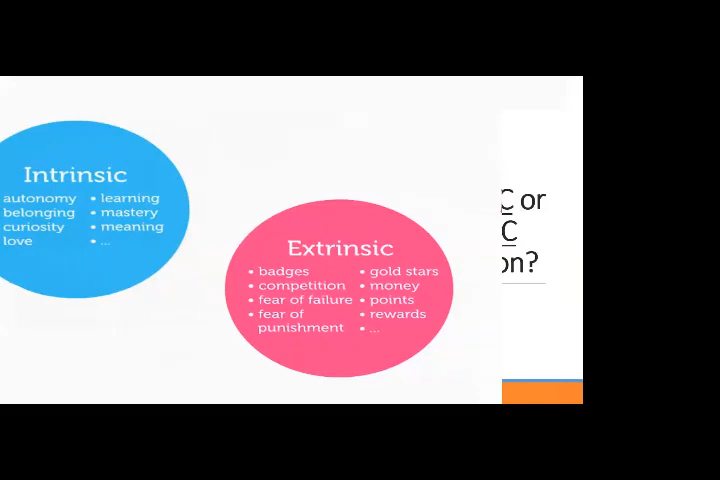 Intrinsic
autonomy • learning
belonging • mastery
curiosity • meaning
love • ...
Extrinsic
• badges • gold stars
• competition • money
• fear of failure • points
• fear of • rewards
punishment • ...
C or
C
on?